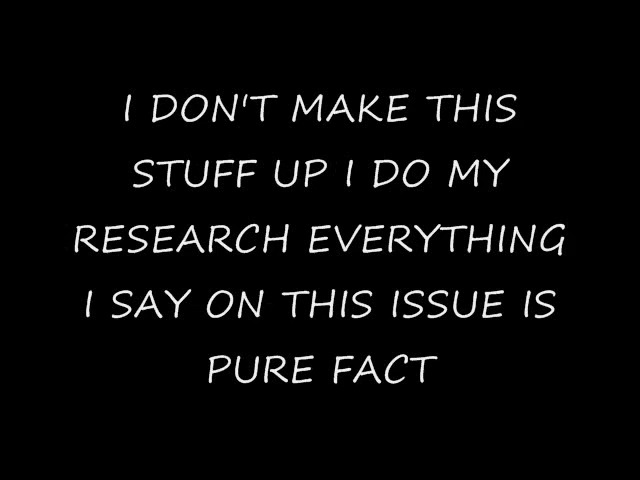 I DON'T MAKE THIS
STUFF UP I DO MY
RESEARCH EVERYTHING
I SAY ON THIS ISSUE IS
PURE FACT